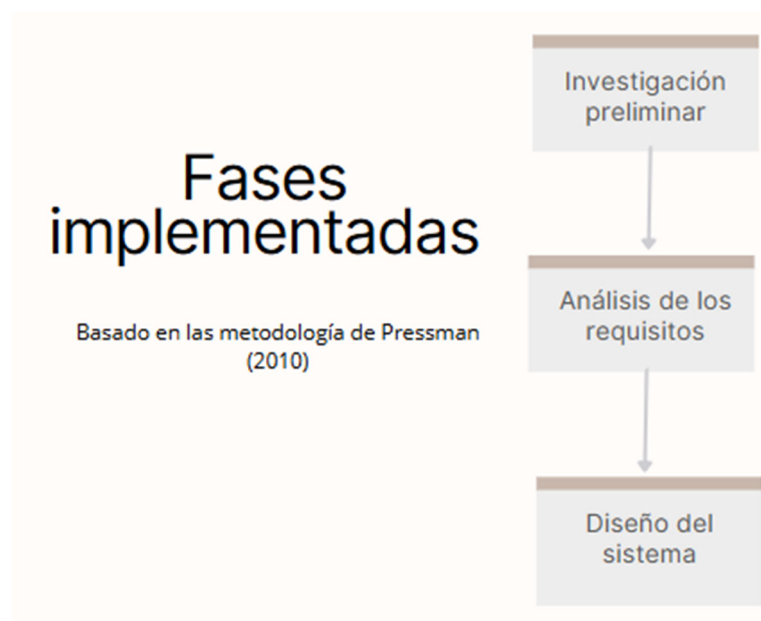 Fases
implementadas
Basado en las metodología de Pressman
(2010)
Investigación
preliminar
Análisis de los
requisitos
Diseño del
sistema